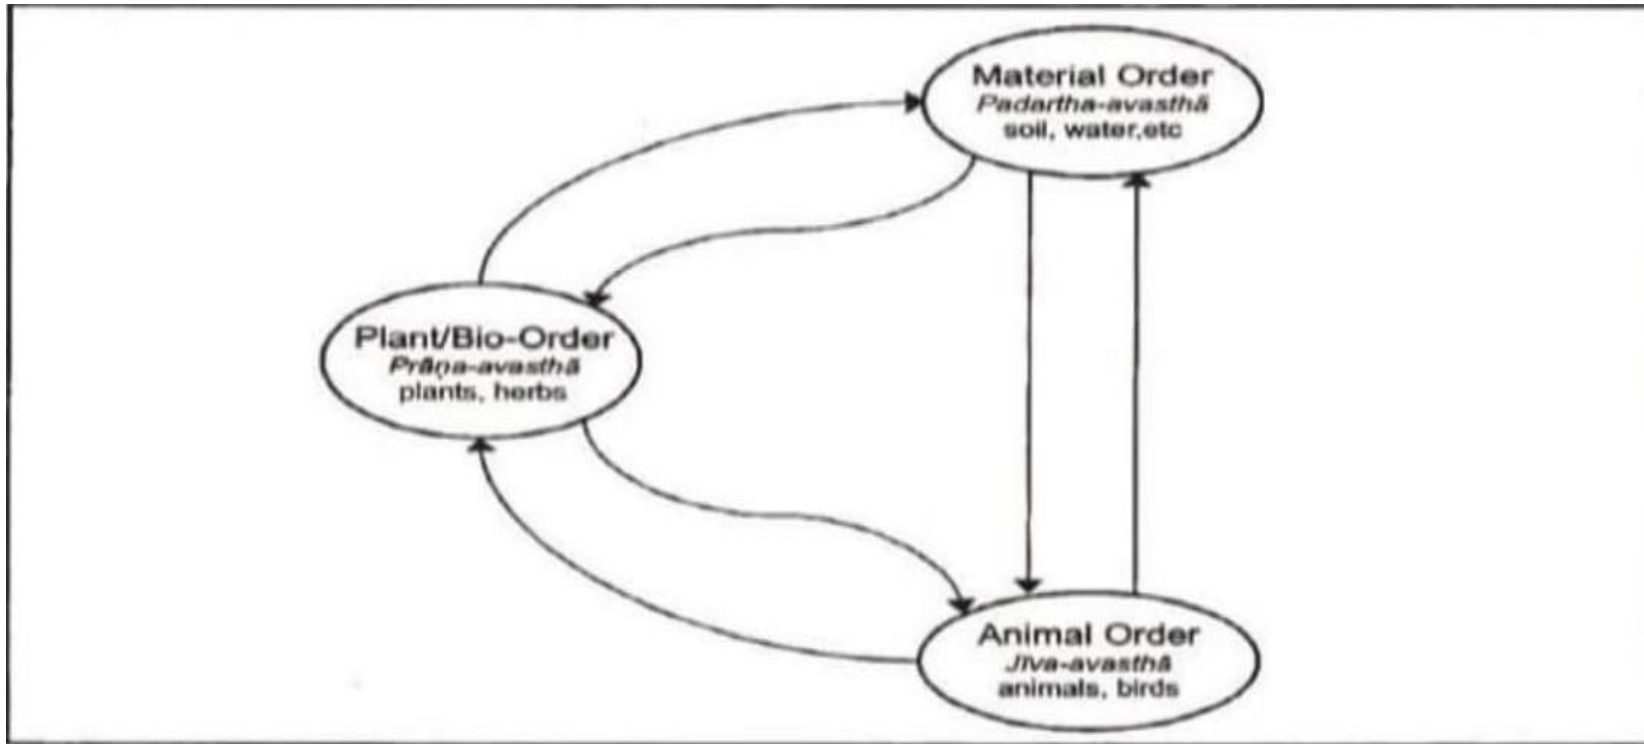 Material Order
Padartha-avasthā
soil, water,etc
Plant/Bio-Order
Prāṇa-avasthā
plants, herbs
Animal Order
Jīva-avasthā
animals, birds